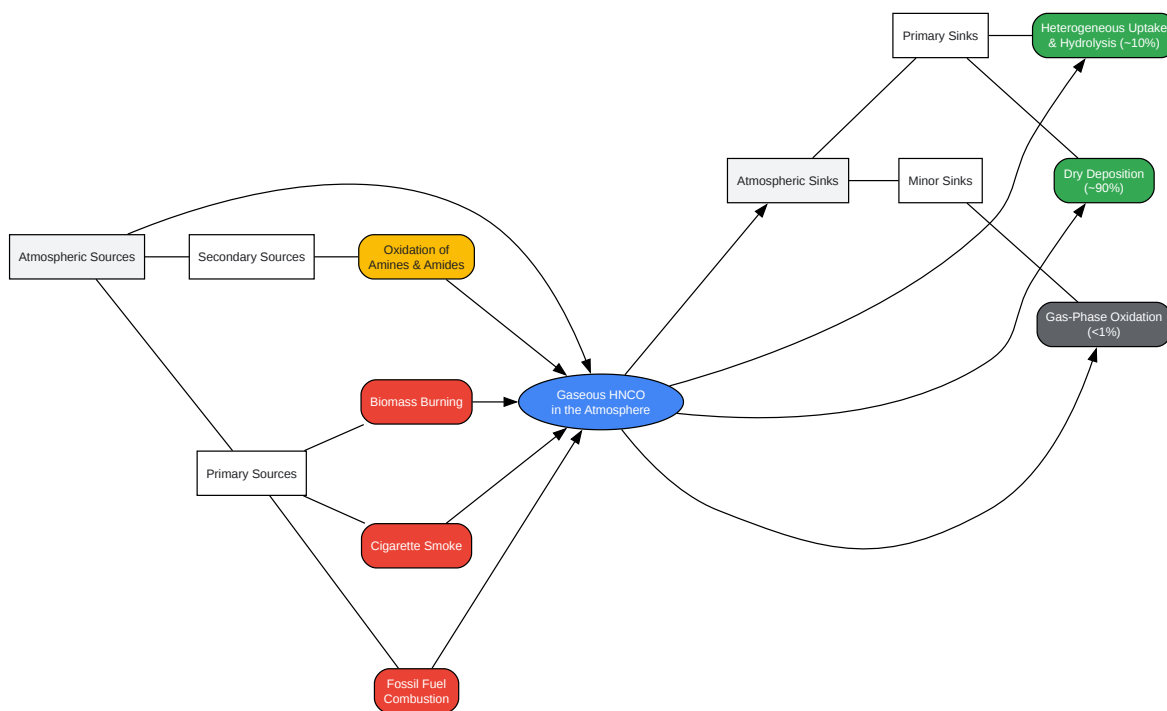 Primary Sinks
Heterogeneous Uptake
& Hydrolysis (~10%)
Atmospheric Sinks
Minor Sinks
Dry Deposition
(~90%)
Atmospheric Sources
Secondary Sources
Oxidation of
Amines & Amides
Gas-Phase Oxidation
(<1%)
Biomass Burning
Gaseous HNCO
in the Atmosphere
Primary Sources
Cigarette Smoke
Fossil Fuel
Combustion